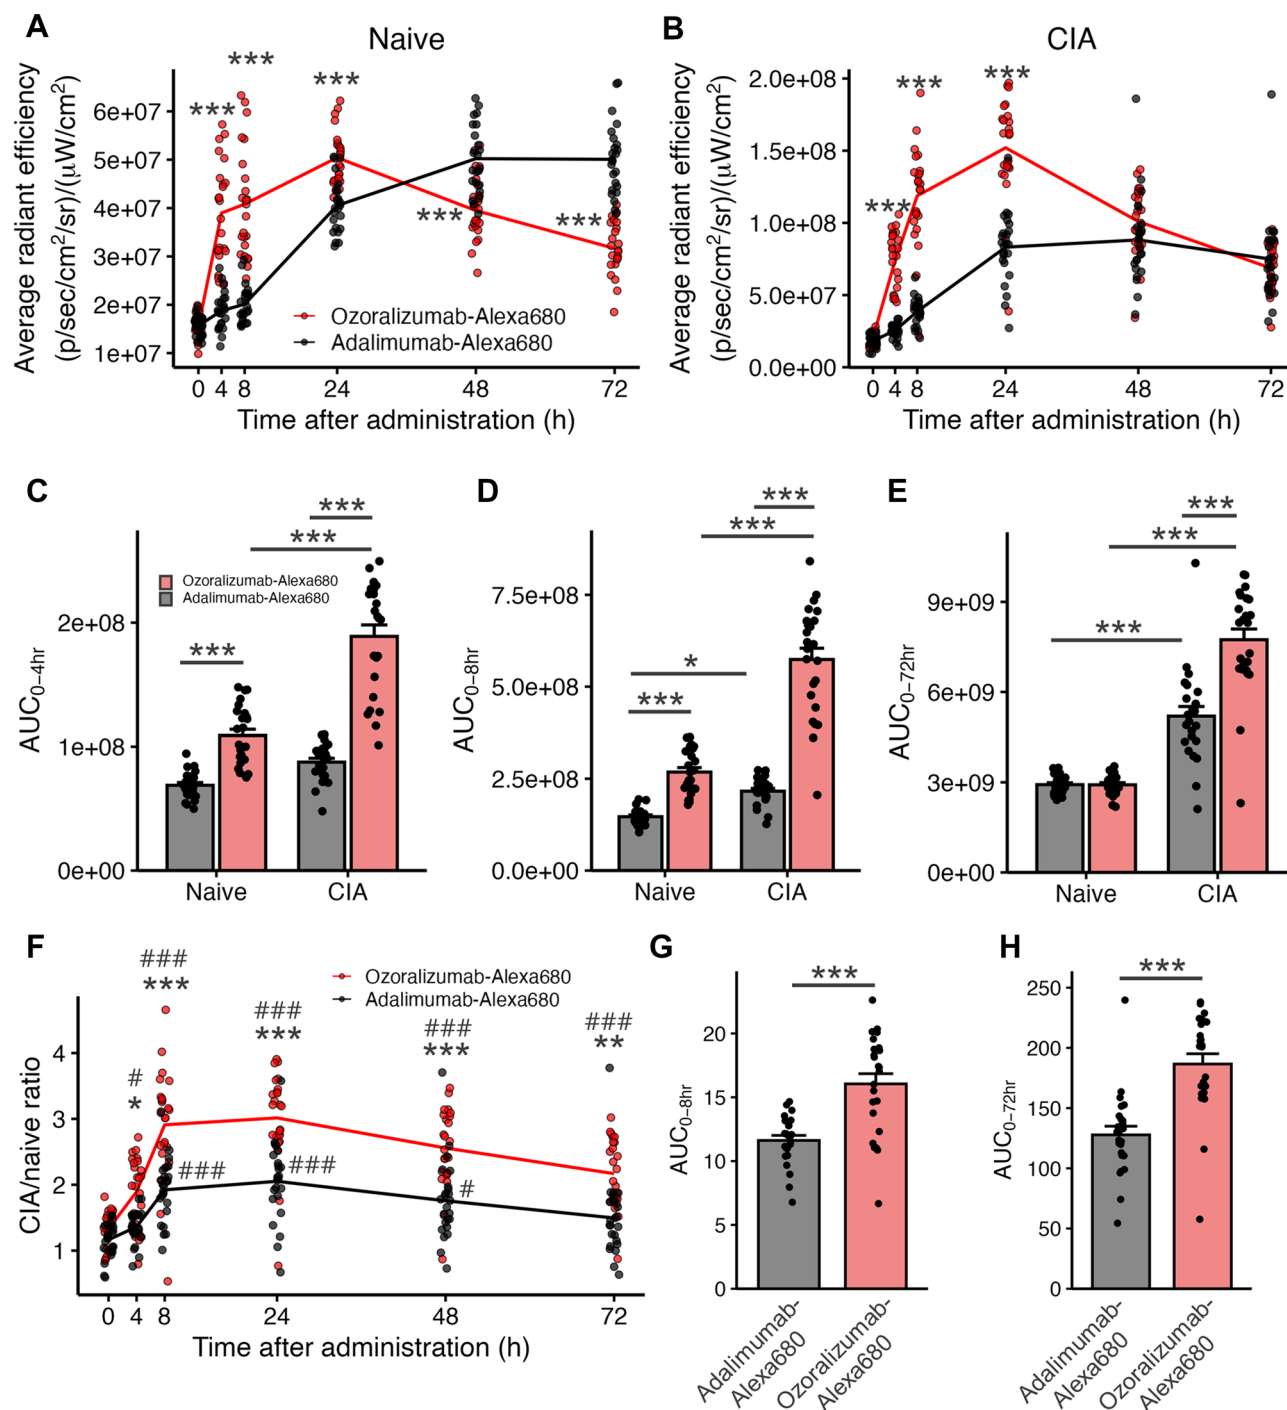 A
Naive
Average radiant efficiency
(p/sec/cm²/sr)/(μW/cm²)
***
***
***
***
***
6e+07
5e+07
4e+07
3e+07
2e+07
1e+07
Ozoralizumab-Alexa680
Adalimumab-Alexa680
0 4 8 24 48 72
Time after administration (h)
B
CIA
Average radiant efficiency
(p/sec/cm²/sr)/(μW/cm²)
***
***
***
2.0e+08
1.5e+08
1.0e+08
5.0e+07
0.0e+00
0 4 8 24 48 72
Time after administration (h)
C
AUC0−4hr
***
***
***
Ozoralizumab-Alexa680
Adalimumab-Alexa680
2e+08
1e+08
0e+00
Naive CIA
D
AUC0−8hr
***
***
*
***
7.5e+08
5.0e+08
2.5e+08
0.0e+00
Naive CIA
E
AUC0−72hr
***
***
***
9e+09
6e+09
3e+09
0e+00
Naive CIA
F
CIA/naive ratio
Ozoralizumab-Alexa680
Adalimumab-Alexa680
#
*
###
***
###
***
###
***
###
**
###
###
#
4
3
2
1
0 4 8 24 48 72
Time after administration (h)
G
AUC0−8hr
***
20
15
10
5
0
Adalimumab-
Alexa680
Ozoralizumab-
Alexa680
H
AUC0−72hr
***
250
200
150
100
50
0
Adalimumab-
Alexa680
Ozoralizumab-
Alexa680